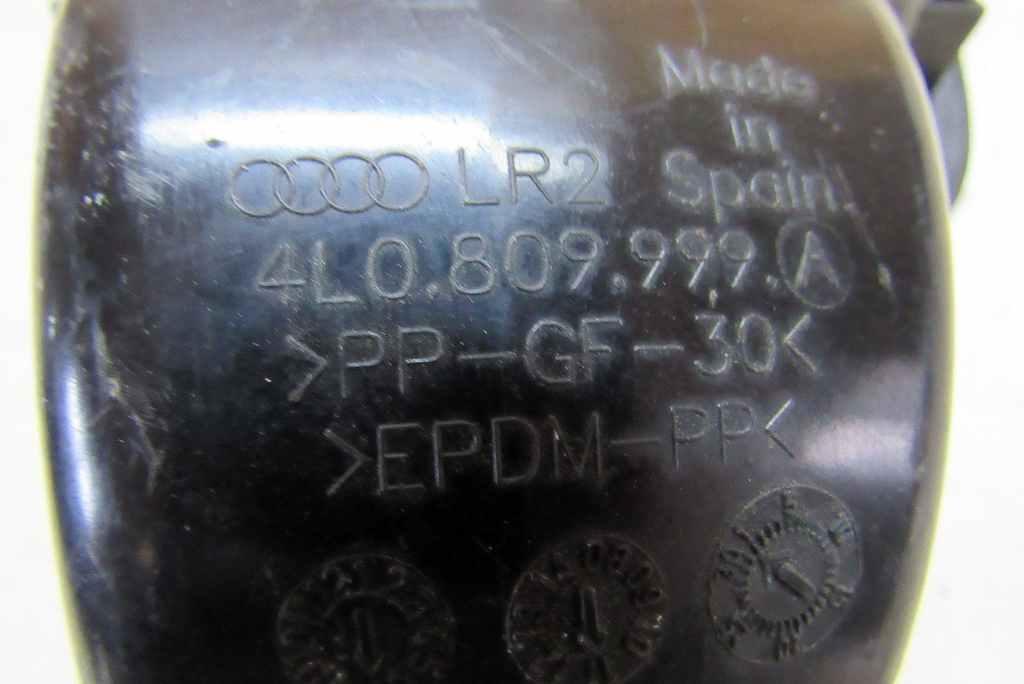 Made
in
Spain
LR2
4L0.809.999.A
>PP-GF-30<
>EPDM-PP<